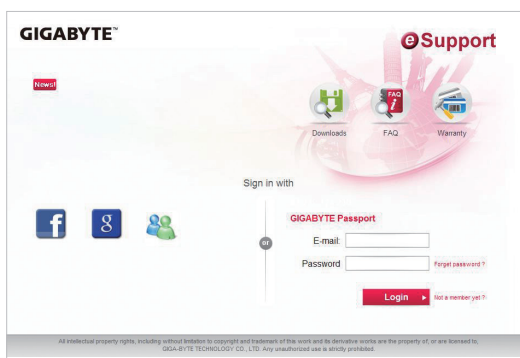 GIGABYTE™
eSupport
News!
FAQ
Downloads
FAQ
Warranty
Sign in with
f
g
or
GIGABYTE Passport
E-mail:
Password
Forget password ?
Login
Not a member yet ?
All intellectual property rights, including without limitation to copyright and trademark of this work and its derivative works are the property of, or are licensed to,
GIGA-BYTE TECHNOLOGY CO., LTD. Any unauthorized use is strictly prohibited.